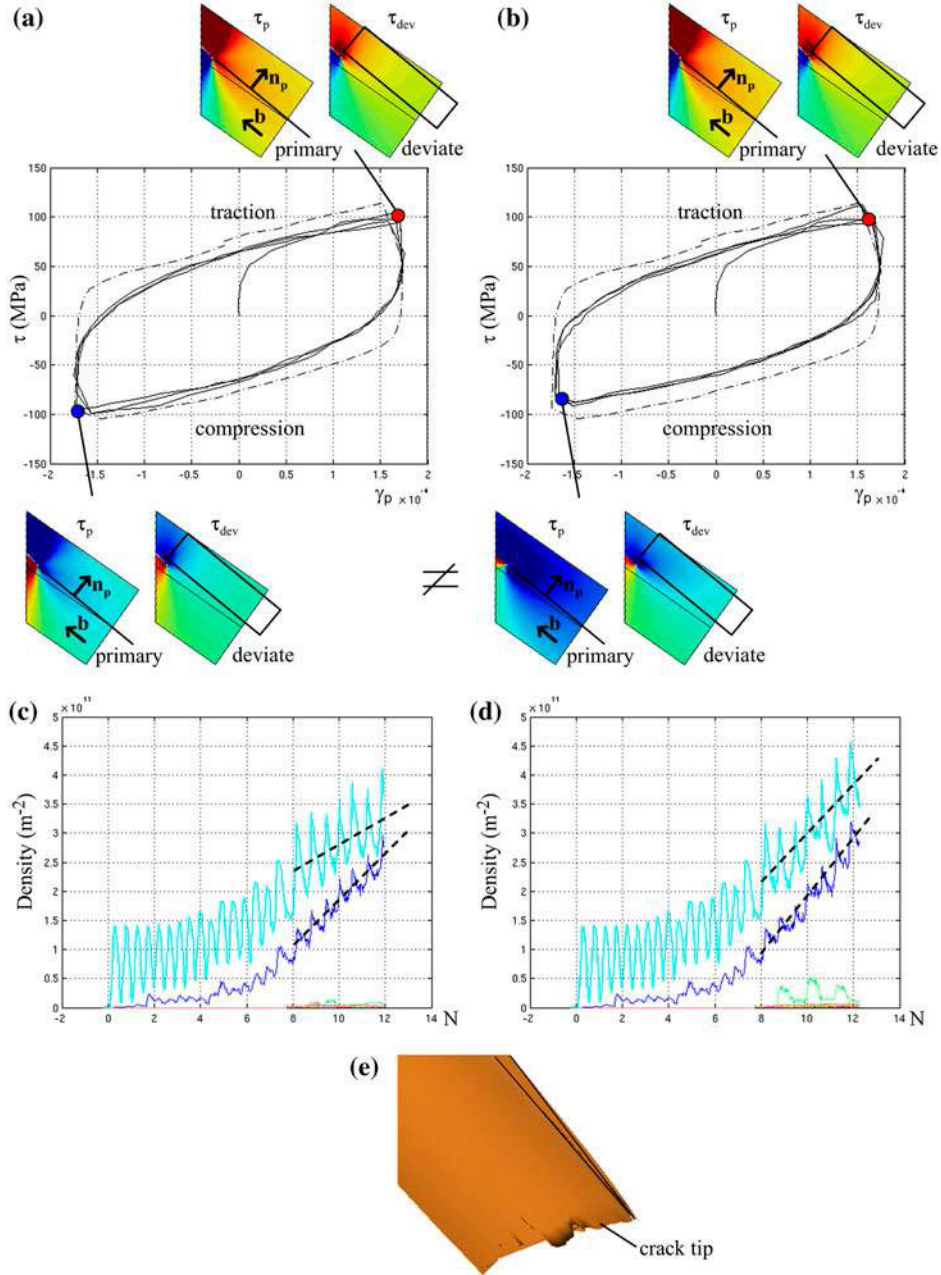 (a)
τp
τdev
np
b
primary
deviate
150
100
50
0
-50
-100
-150
τ (MPa)
traction
compression
-2
-1.5
-1
-0.5
0
0.5
1
1.5
2
γp ×10⁻⁴
τp
τdev
np
b
primary
deviate
(b)
τp
τdev
np
b
primary
deviate
150
100
50
0
-50
-100
-150
τ (MPa)
traction
compression
-2
-1.5
-1
-0.5
0
0.5
1
1.5
2
γp ×10⁻⁴
≠
τp
τdev
np
b
primary
deviate
(c)
×10¹¹
5
4.5
4
3.5
3
2.5
2
1.5
1
0.5
0
Density (m⁻²)
-2
0
2
4
6
8
10
12
14
N
(d)
×10¹¹
5
4.5
4
3.5
3
2.5
2
1.5
1
0.5
0
Density (m⁻²)
-2
0
2
4
6
8
10
12
14
N
(e)
crack tip